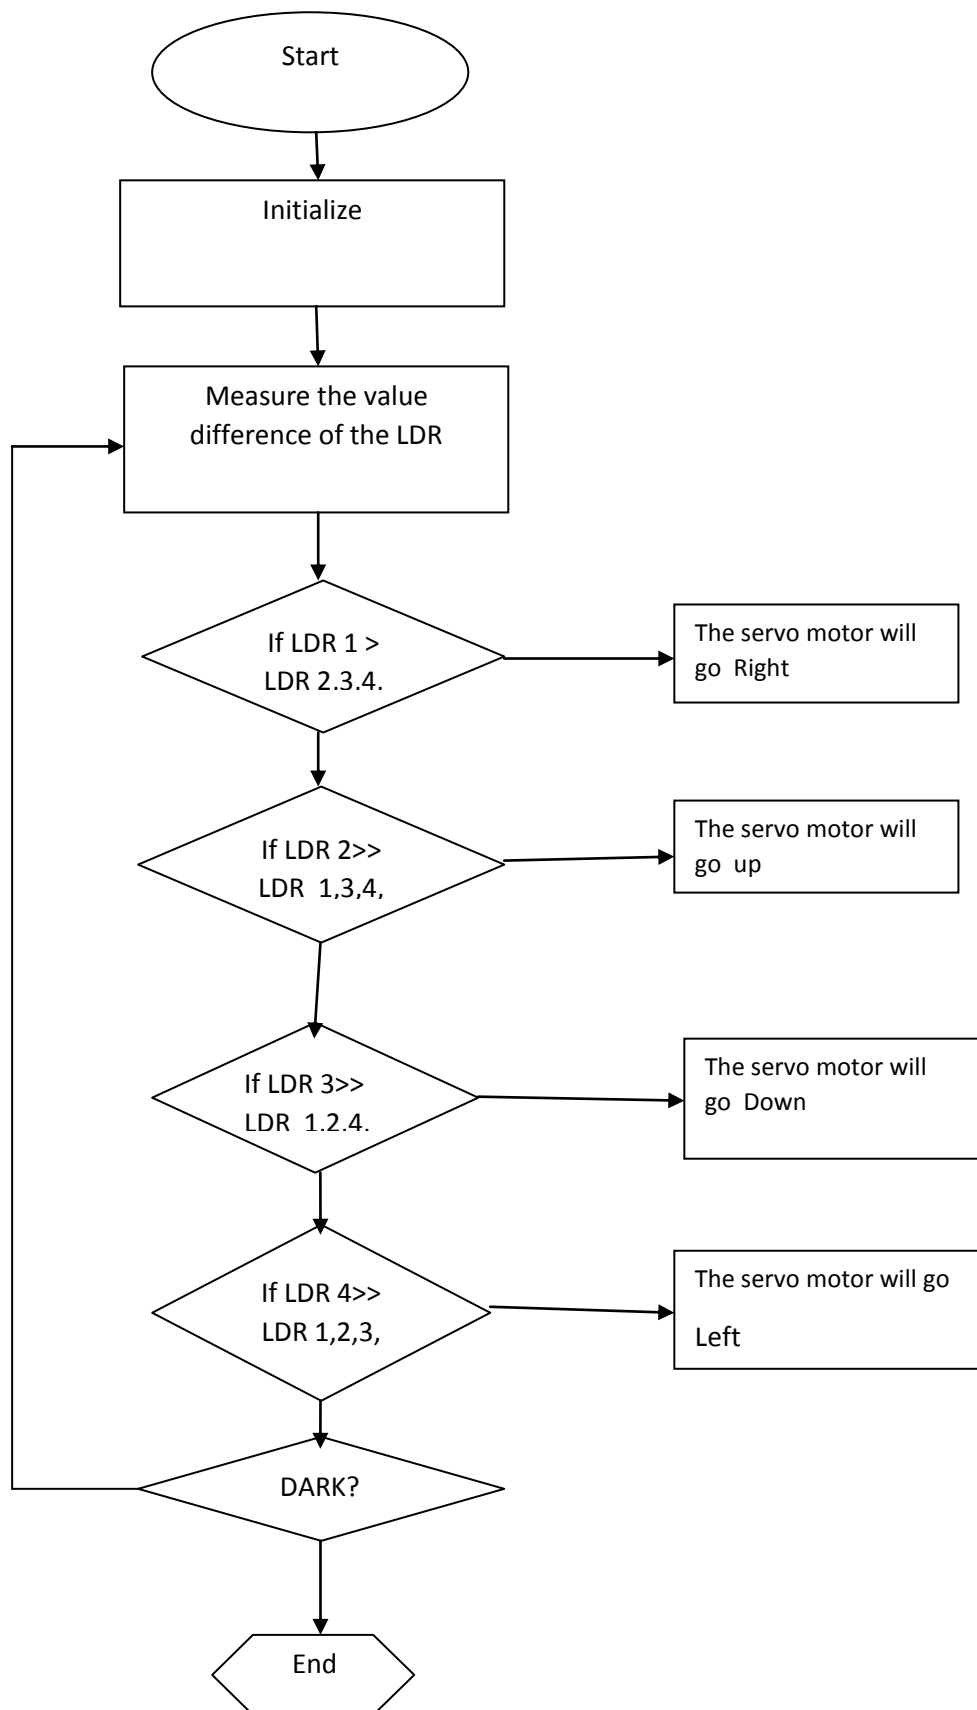 Start
Initialize
Measure the value
difference of the LDR
If LDR 1 >
LDR 2.3.4.
The servo motor will
go Right
If LDR 2>>
LDR 1,3,4,
The servo motor will
go up
If LDR 3>>
LDR 1.2.4.
The servo motor will
go Down
If LDR 4>>
LDR 1,2,3,
The servo motor will go
Left
DARK?
End